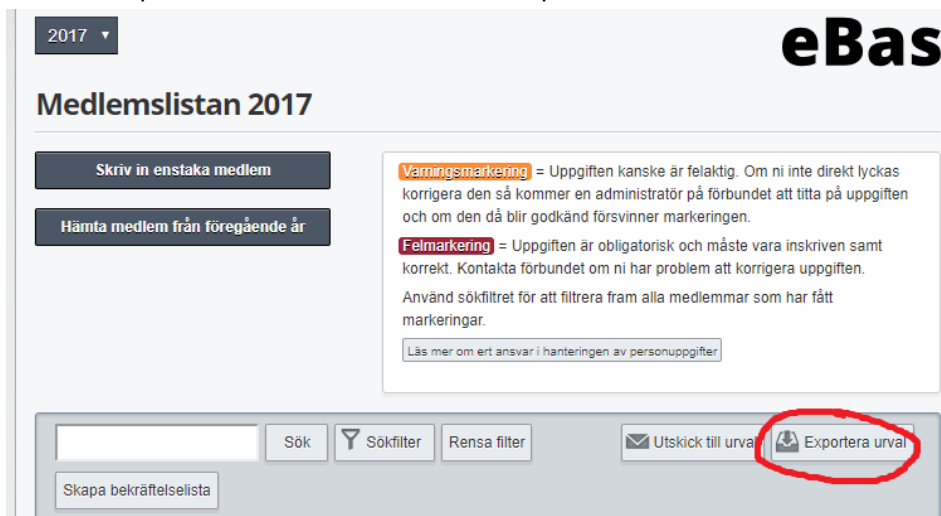 2017
eBas
Medlemslistan 2017
Skriv in enstaka medlem
Hämta medlem från föregående år
Varningsmarkering = Uppgiften kanske är felaktig. Om ni inte direkt lyckas
korrigera den så kommer en administratör på förbundet att titta på uppgiften
och om den då blir godkänd försvinner markeringen.
Felmarkering = Uppgiften är obligatorisk och måste vara inskriven samt
korrekt. Kontakta förbundet om ni har problem att korrigera uppgiften.
Använd sökfiltret för att filtrera fram alla medlemmar som har fått
markeringar.
Läs mer om ert ansvar i hanteringen av personuppgifter
Sök Sökfilter Rensa filter Utskick till urval Exportera urval
Skapa bekräftelselista